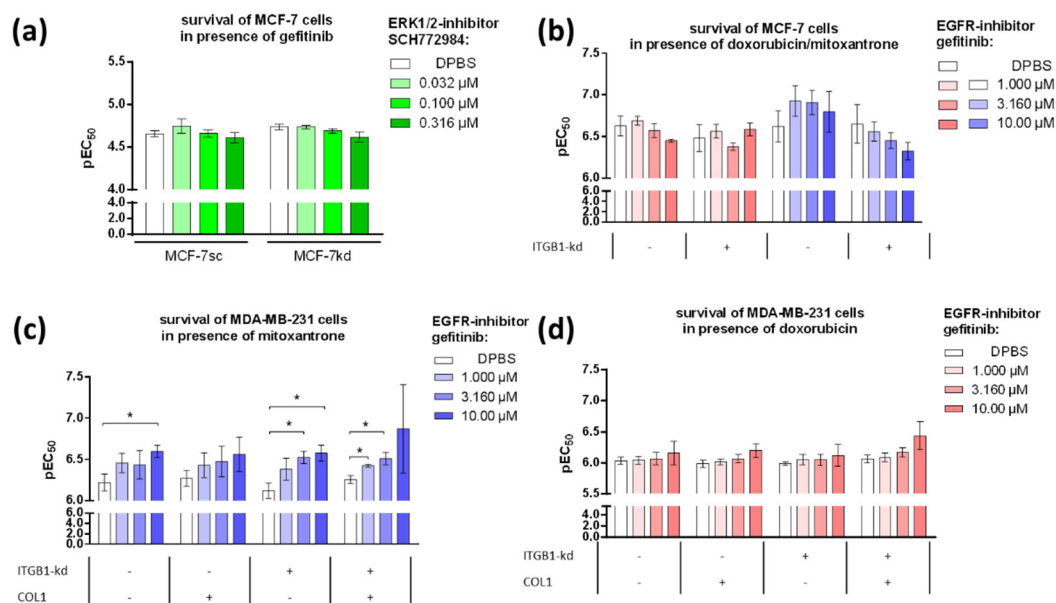 (a)
survival of MCF-7 cells
in presence of gefitinib
ERK1/2-inhibitor
SCH772984:
DPBS
0.032 µM
0.100 µM
0.316 µM
pEC50
5.5
5.0
4.5
4.0
4.0
2.0
0.0
MCF-7sc
MCF-7kd
(b)
survival of MCF-7 cells
in presence of doxorubicin/mitoxantrone
EGFR-inhibitor
gefitinib:
DPBS
1.000 µM
3.160 µM
10.00 µM
pEC50
7.5
7.0
6.5
6.0
6.0
4.0
2.0
0.0
ITGB1-kd - + - +
(c)
survival of MDA-MB-231 cells
in presence of mitoxantrone
EGFR-inhibitor
gefitinib:
DPBS
1.000 µM
3.160 µM
10.00 µM
pEC50
7.5
7.0
6.5
6.0
6.0
4.0
2.0
0.0
* * * * *
ITGB1-kd - - + +
COL1 - + - +
(d)
survival of MDA-MB-231 cells
in presence of doxorubicin
EGFR-inhibitor
gefitinib:
DPBS
1.000 µM
3.160 µM
10.00 µM
pEC50
7.5
7.0
6.5
6.0
5.5
4.0
2.0
0.0
ITGB1-kd - - + +
COL1 - + - +